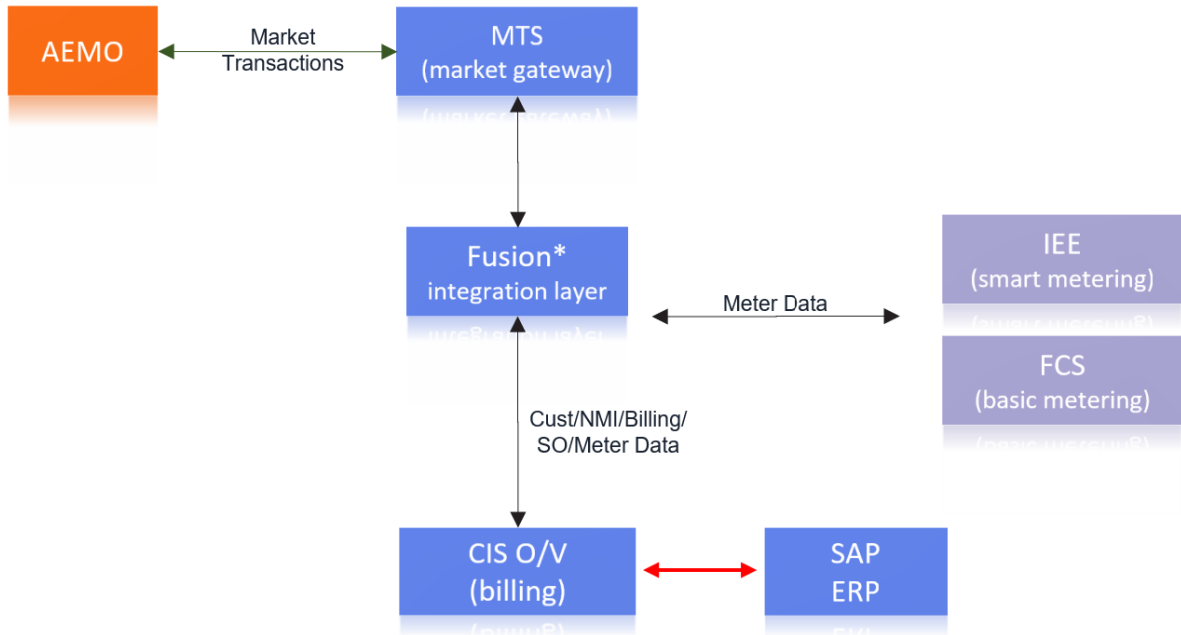 AEMO
Market
Transactions
MTS
(market gateway)
Fusion*
integration layer
Meter Data
IEE
(smart metering)
FCS
(basic metering)
Cust/NMI/Billing/
SO/Meter Data
CIS O/V
(billing)
SAP
ERP